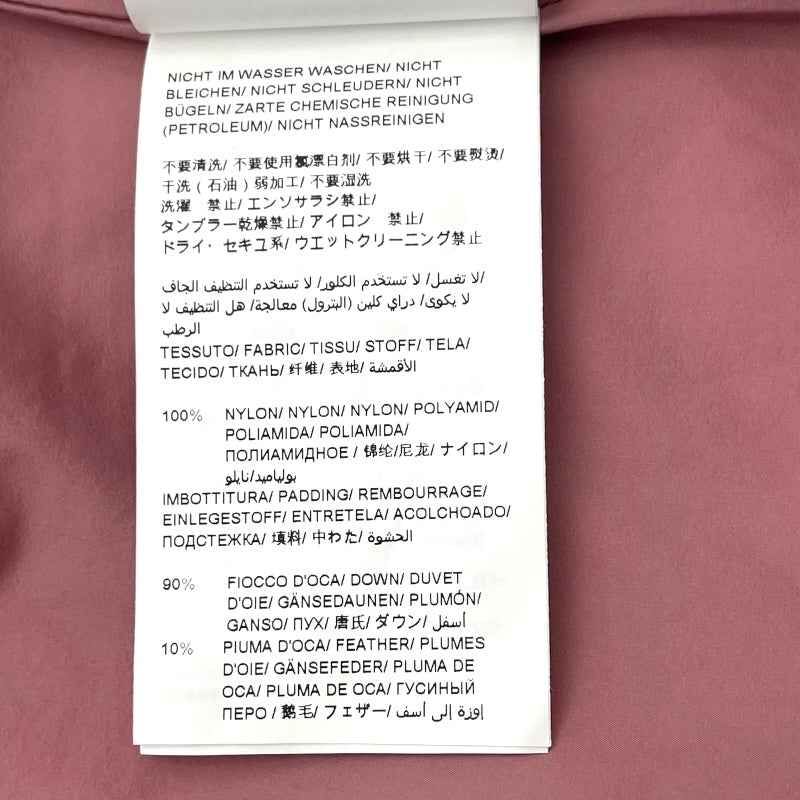 NICHT IM WASSER WASCHEN/ NICHT
BLEICHEN/ NICHT SCHLEUDERN/ NICHT
BÜGELN/ ZARTE CHEMISCHE REINIGUNG
(PETROLEUM)/ NICHT NASSREINIGEN
不要清洗/ 不要使用氯漂白剂/ 不要烘干/ 不要熨烫/
干洗（石油）弱加工/ 不要湿洗
洗濯　禁止/ エンソサラシ禁止/
タンブラー乾燥禁止/ アイロン　禁止/
ドライ・セキユ系/ ウエットクリーニング禁止
/لا تغسل/ لا تستخدم الكلور/ لا تستخدم التنظيف الجاف
لا يكوى/ دراي كلين (البترول) معالجة/ هل التنظيف لا
الرطب
TESSUTO/ FABRIC/ TISSU/ STOFF/ TELA/
TECIDO/ ТКАНЬ/ 纤维/ 表地/ الأقمشة
100% NYLON/ NYLON/ NYLON/ POLYAMID/
POLIAMIDA/ POLIAMIDA/
ПОЛИАМИДНОЕ / 锦纶/尼龙/ ナイロン/
بولياميد/نايلو
IMBOTTITURA/ PADDING/ REMBOURRAGE/
EINLEGESTOFF/ ENTRETELA/ ACOLCHOADO/
ПОДСТЕЖКА/ 填料/ 中わた/ الحشوة
90% FIOCCO D'OCA/ DOWN/ DUVET
D'OIE/ GÄNSEDAUNEN/ PLUMÓN/
GANSO/ ПУХ/ 唐氏/ ダウン/ أسفل
10% PIUMA D'OCA/ FEATHER/ PLUMES
D'OIE/ GÄNSEFEDER/ PLUMA DE
OCA/ PLUMA DE OCA/ ГУСИНЫЙ
ПЕРО / 鹅毛/ フェザー/ إوزة إلى أسف